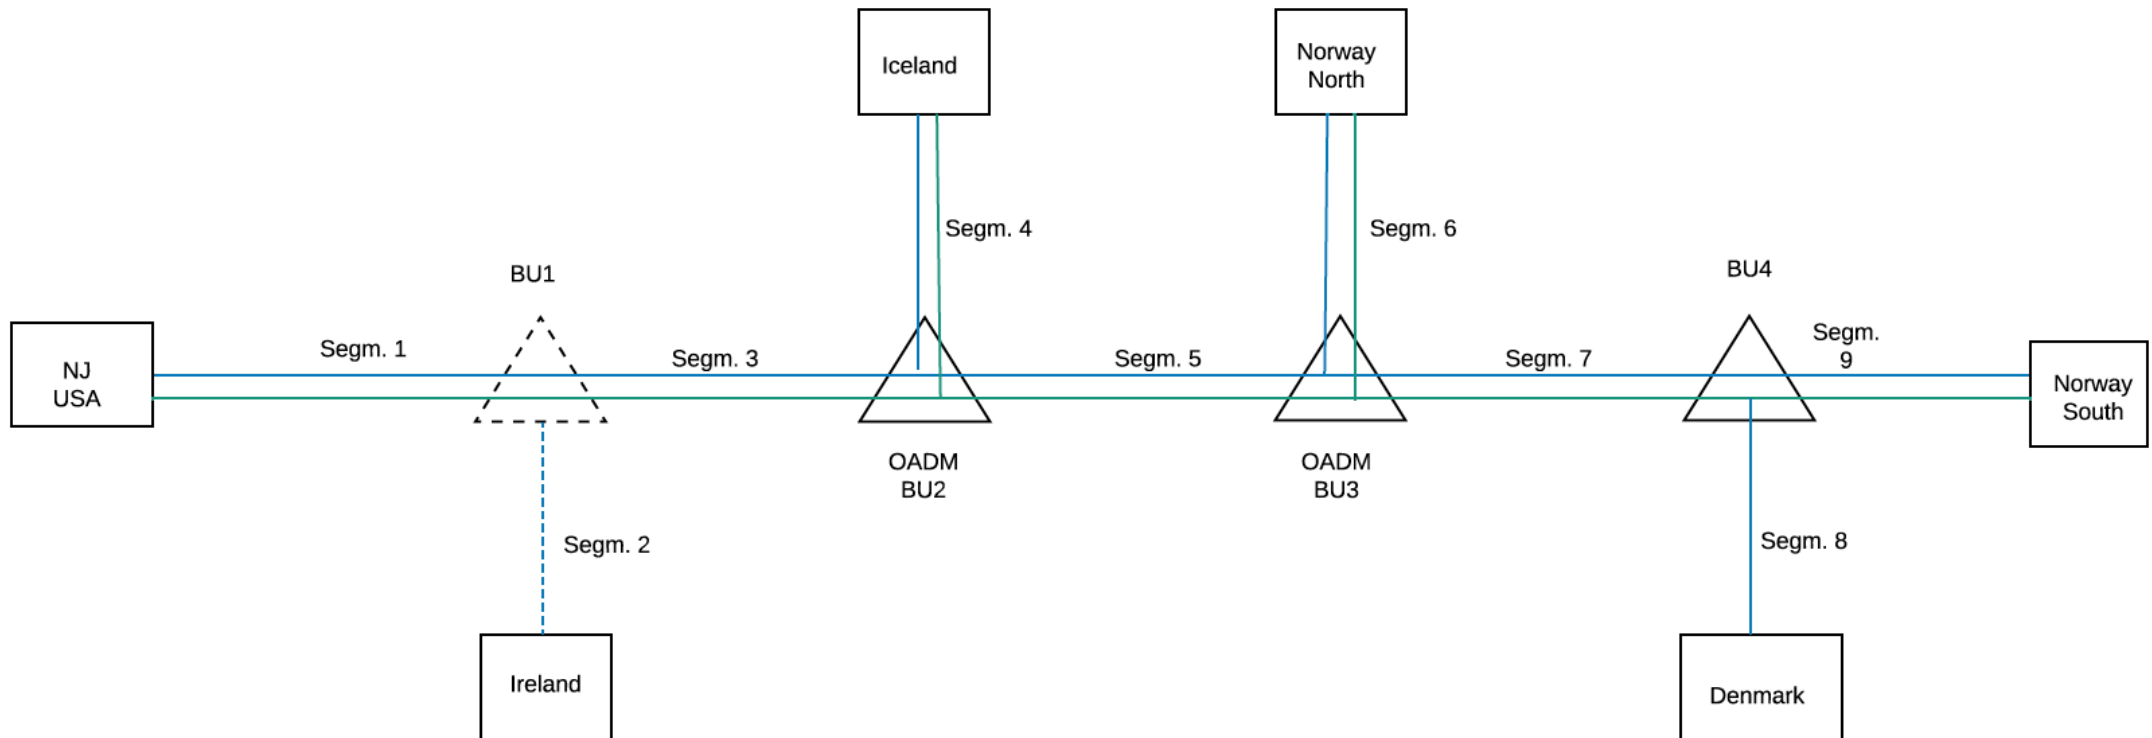 Iceland
Norway
North
Segm. 4
Segm. 6
BU1
BU4
NJ
USA
Segm. 1
Segm. 3
Segm. 5
Segm. 7
Segm.
9
Norway
South
OADM
BU2
OADM
BU3
Segm. 2
Segm. 8
Ireland
Denmark